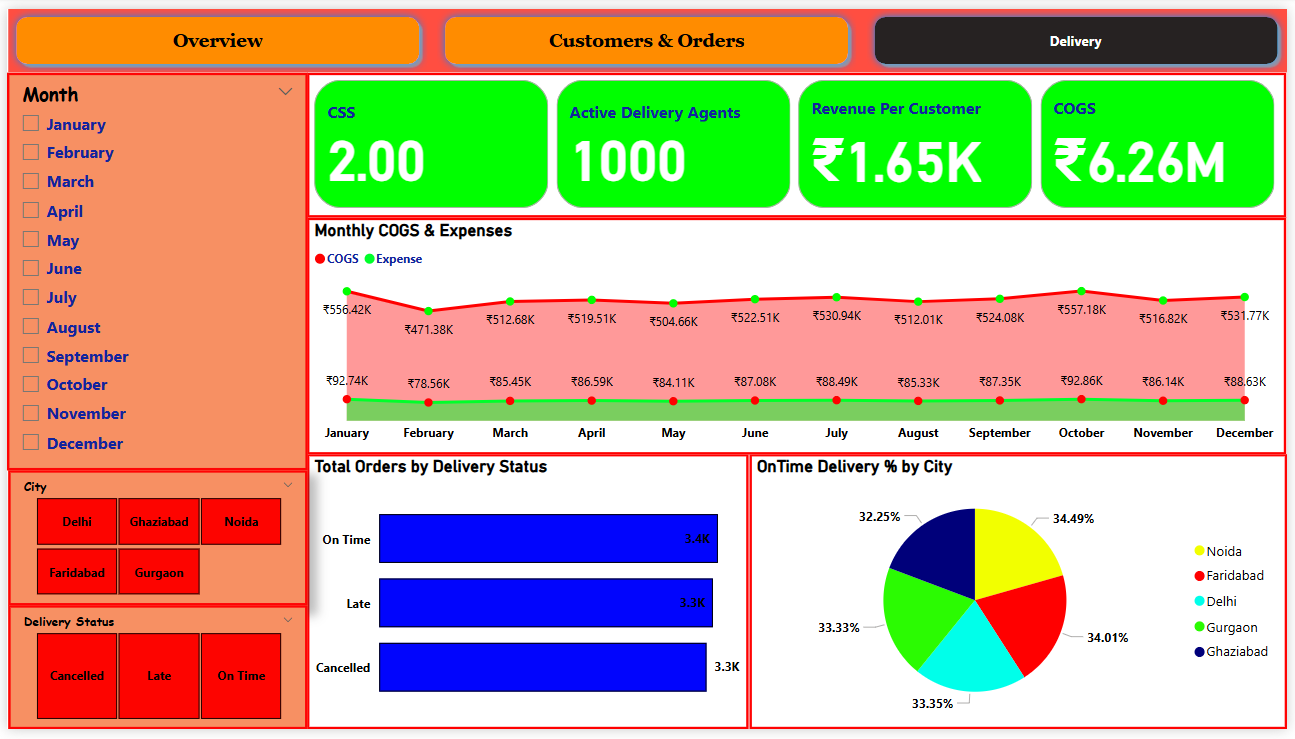 Overview
Customers & Orders
Delivery
Month
January
February
March
April
May
June
July
August
September
October
November
December
City
Delhi
Ghaziabad
Noida
Faridabad
Gurgaon
Delivery Status
Cancelled
Late
On Time
CSS
2.00
Active Delivery Agents
1000
Revenue Per Customer
₹1.65K
COGS
₹6.26M
Monthly COGS & Expenses
COGS Expense
₹556.42K ₹471.38K ₹512.68K ₹519.51K ₹504.66K ₹522.51K ₹530.94K ₹512.01K ₹524.08K ₹557.18K ₹516.82K ₹531.77K
₹92.74K ₹78.56K ₹85.45K ₹86.59K ₹84.11K ₹87.08K ₹88.49K ₹85.33K ₹87.35K ₹92.86K ₹86.14K ₹88.63K
January February March April May June July August September October November December
Total Orders by Delivery Status
On Time 3.4K
Late 3.3K
Cancelled 3.3K
OnTime Delivery % by City
32.25%
34.49%
33.33%
34.01%
33.35%
Noida
Faridabad
Delhi
Gurgaon
Ghaziabad